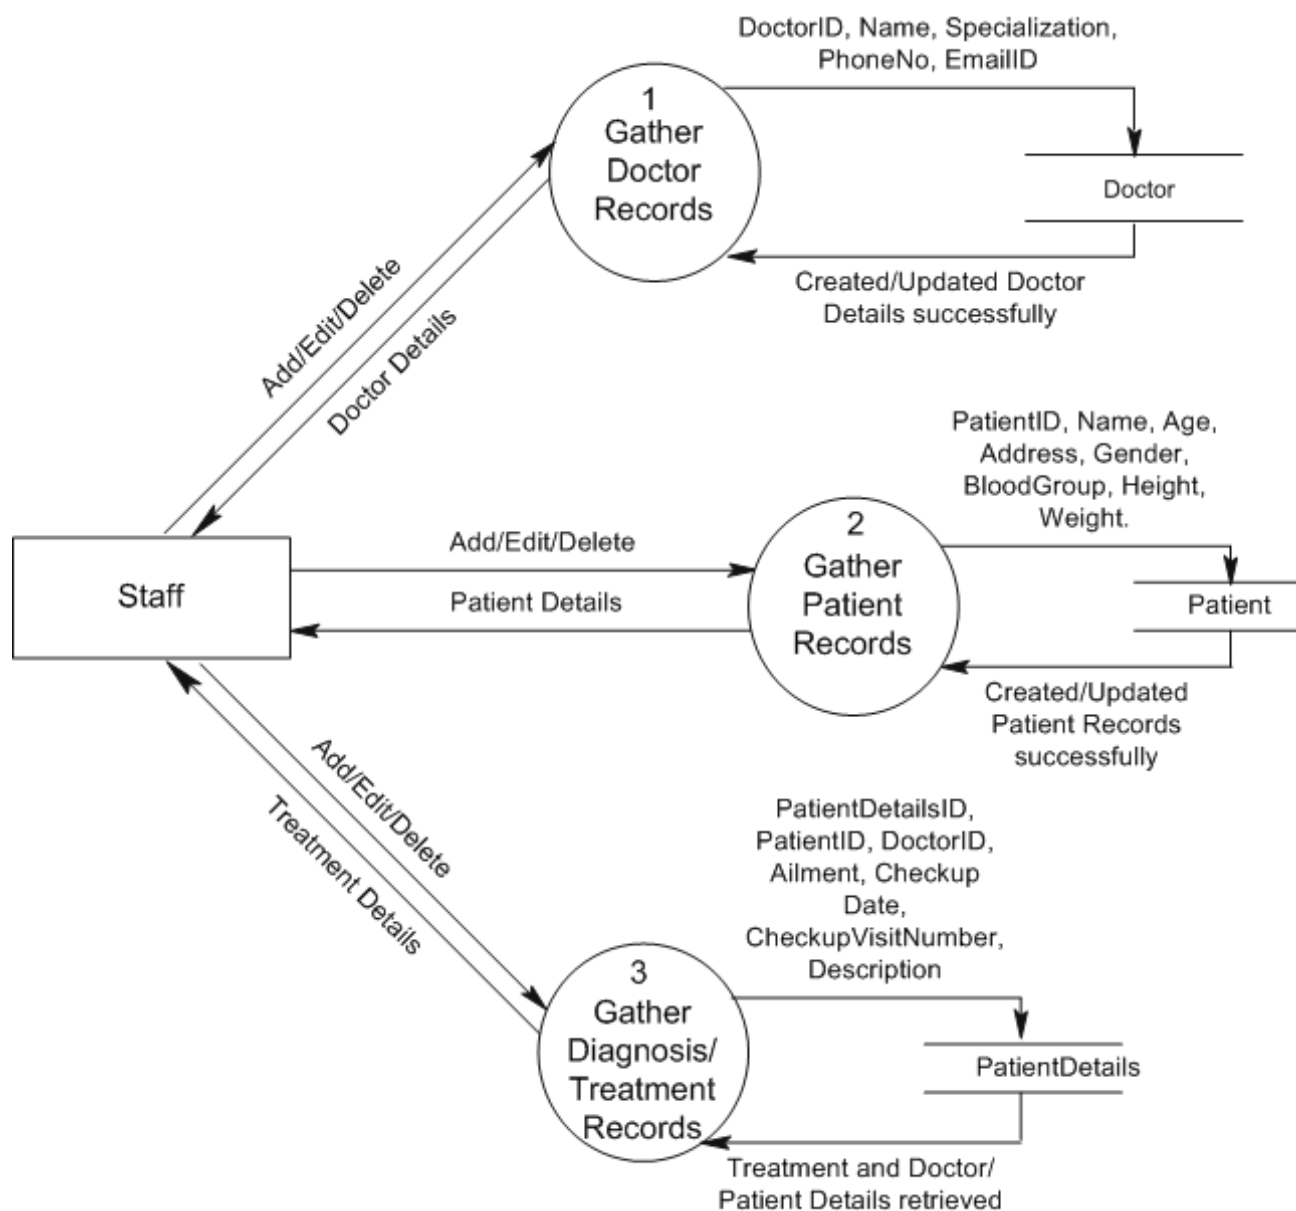 DoctorID, Name, Specialization,
PhoneNo, EmailID
1
Gather
Doctor
Records
Doctor
Created/Updated Doctor
Details successfully
Add/Edit/Delete
Doctor Details
PatientID, Name, Age,
Address, Gender,
BloodGroup, Height,
Weight.
Staff
Add/Edit/Delete
Patient Details
2
Gather
Patient
Records
Patient
Created/Updated
Patient Records
successfully
Add/Edit/Delete
Treatment Details
PatientDetailsID,
PatientID, DoctorID,
Ailment, Checkup
Date,
CheckupVisitNumber,
Description
3
Gather
Diagnosis/
Treatment
Records
PatientDetails
Treatment and Doctor/
Patient Details retrieved